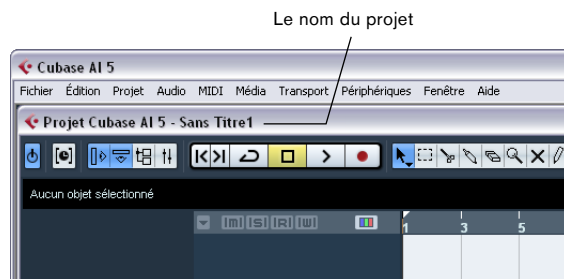 Le nom du projet
Cubase AI 5
Fichier Édition Projet Audio MIDI Média Transport Périphériques Fenêtre Aide
Projet Cubase AI 5 - Sans Titre1
Aucun objet sélectionné
m S R W
1 3 5